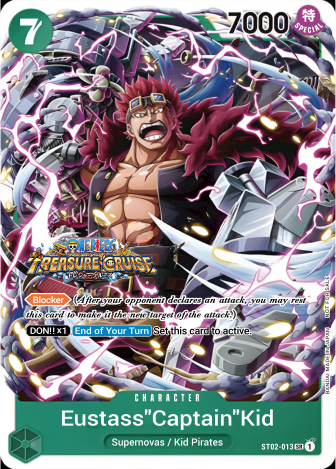 7
7000
特
SPECIAL
ONE PIECE
TREASURE CRUISE
Blocker (After your opponent declares an attack, you may rest
this card to make it the new target of the attack.)
DON!!×1 End of Your Turn Set this card to active.
CHARACTER
Eustass"Captain"Kid
Supernovas / Kid Pirates
ST02-013 SR 1